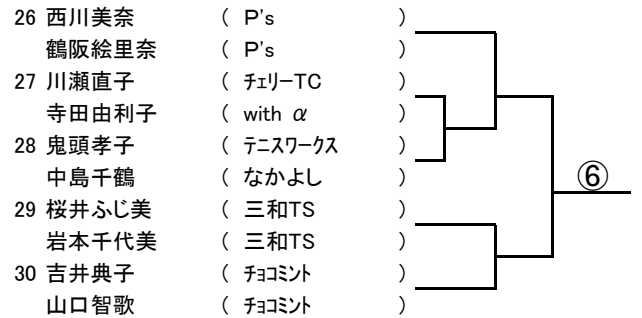 26 西川美奈 ( P's )
鶴阪絵里奈 ( P's )
27 川瀬直子 ( ﾁｪﾘｰTC )
寺田由利子 ( with α )
28 鬼頭孝子 ( ﾃﾆｽﾜｰｸｽ )
中島千鶴 ( なかよし )
⑥
29 桜井ふじ美 ( 三和TS )
岩本千代美 ( 三和TS )
30 吉井典子 ( ﾁｮｺﾐﾝﾄ )
山口智歌 ( ﾁｮｺﾐﾝﾄ )